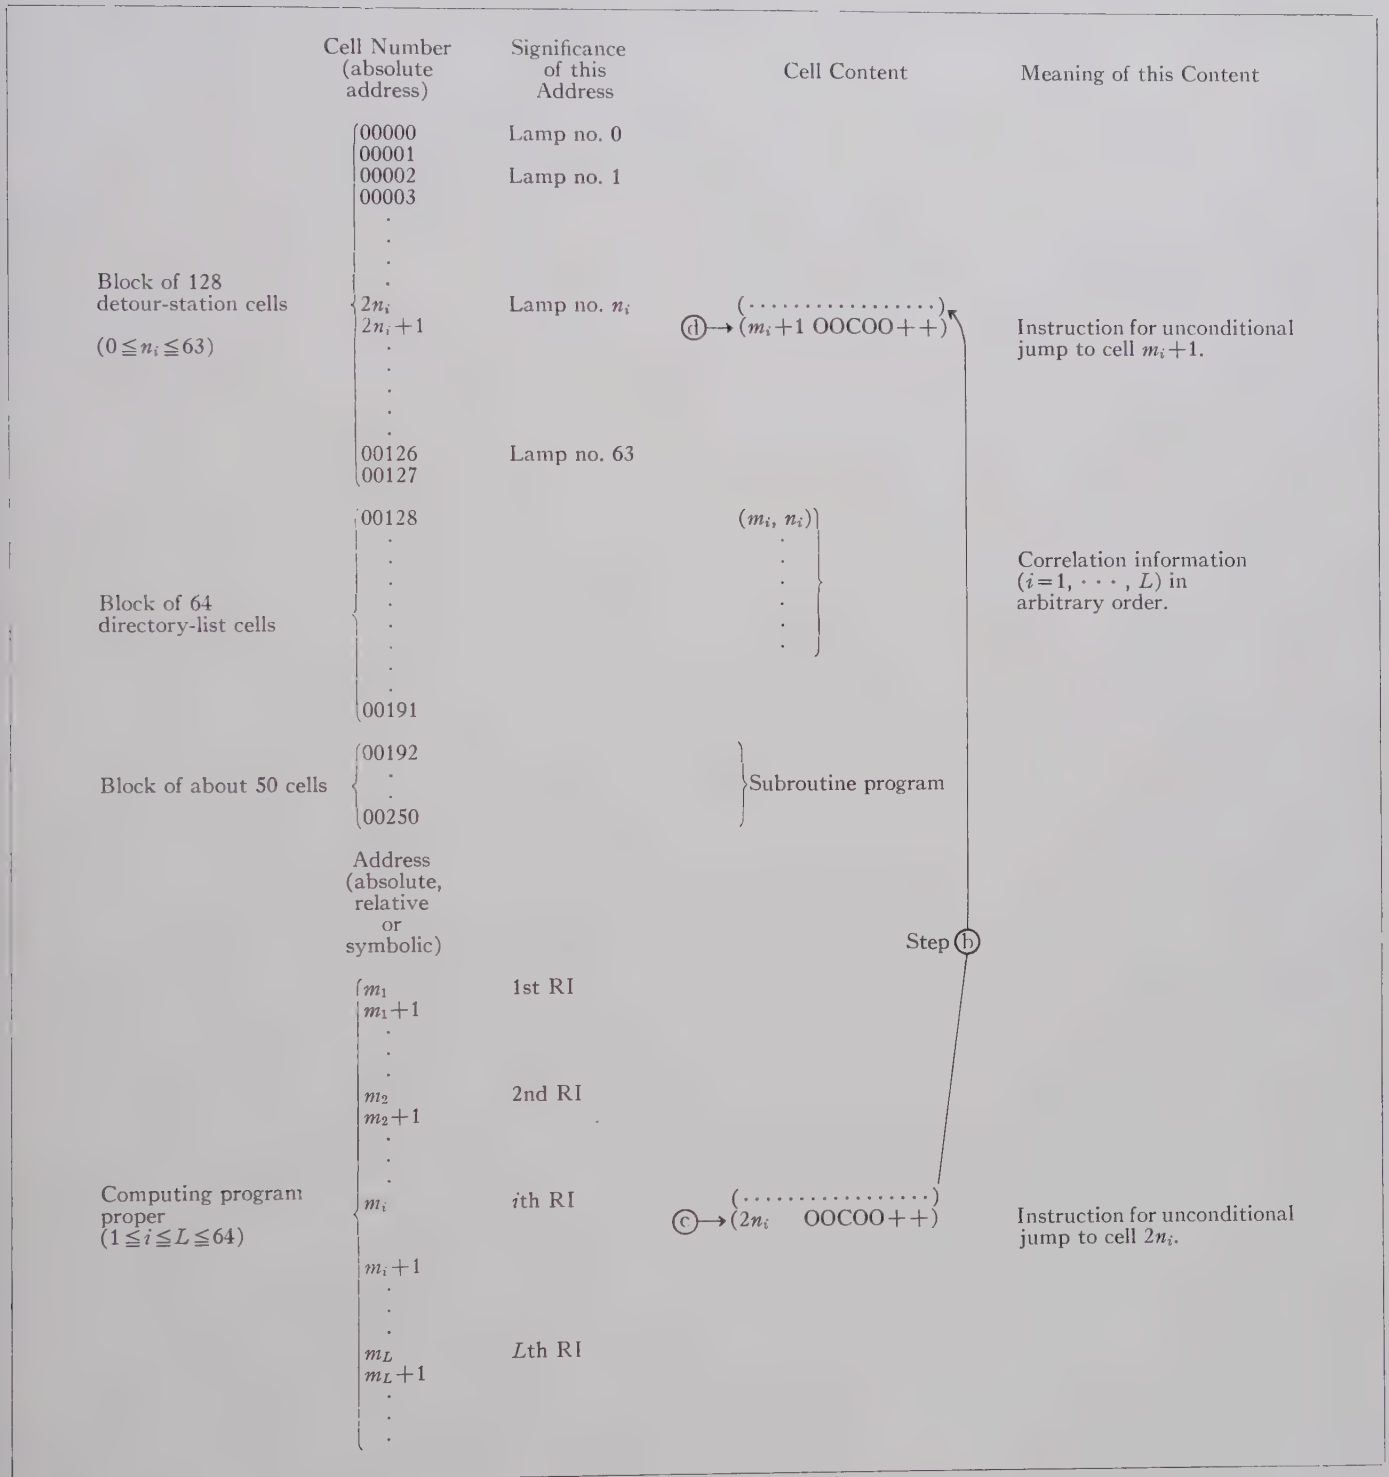 Cell Number (absolute address) Significance of this Address Cell Content Meaning of this Content
00000 Lamp no. 0
00001
00002 Lamp no. 1
00003
Block of 128
detour-station cells
(0≦nᵢ≦63)
2nᵢ Lamp no. nᵢ (·················)
2nᵢ+1 ⓓ→(mᵢ+1 OOCOO++)
Instruction for unconditional
jump to cell mᵢ+1.
00126 Lamp no. 63
00127
00128 (mᵢ, nᵢ)
Block of 64
directory-list cells
Correlation information
(i=1, · · · , L) in
arbitrary order.
00191
00192
Block of about 50 cells
Subroutine program
00250
Address
(absolute,
relative
or
symbolic)
Step ⓑ
m₁ 1st RI
m₁+1
m₂ 2nd RI
m₂+1
Computing program
proper
(1≦i≦L≦64)
mᵢ ith RI (·················)
ⓒ→(2nᵢ OOCOO++)
Instruction for unconditional
jump to cell 2nᵢ.
mᵢ+1
m_L Lth RI
m_L+1